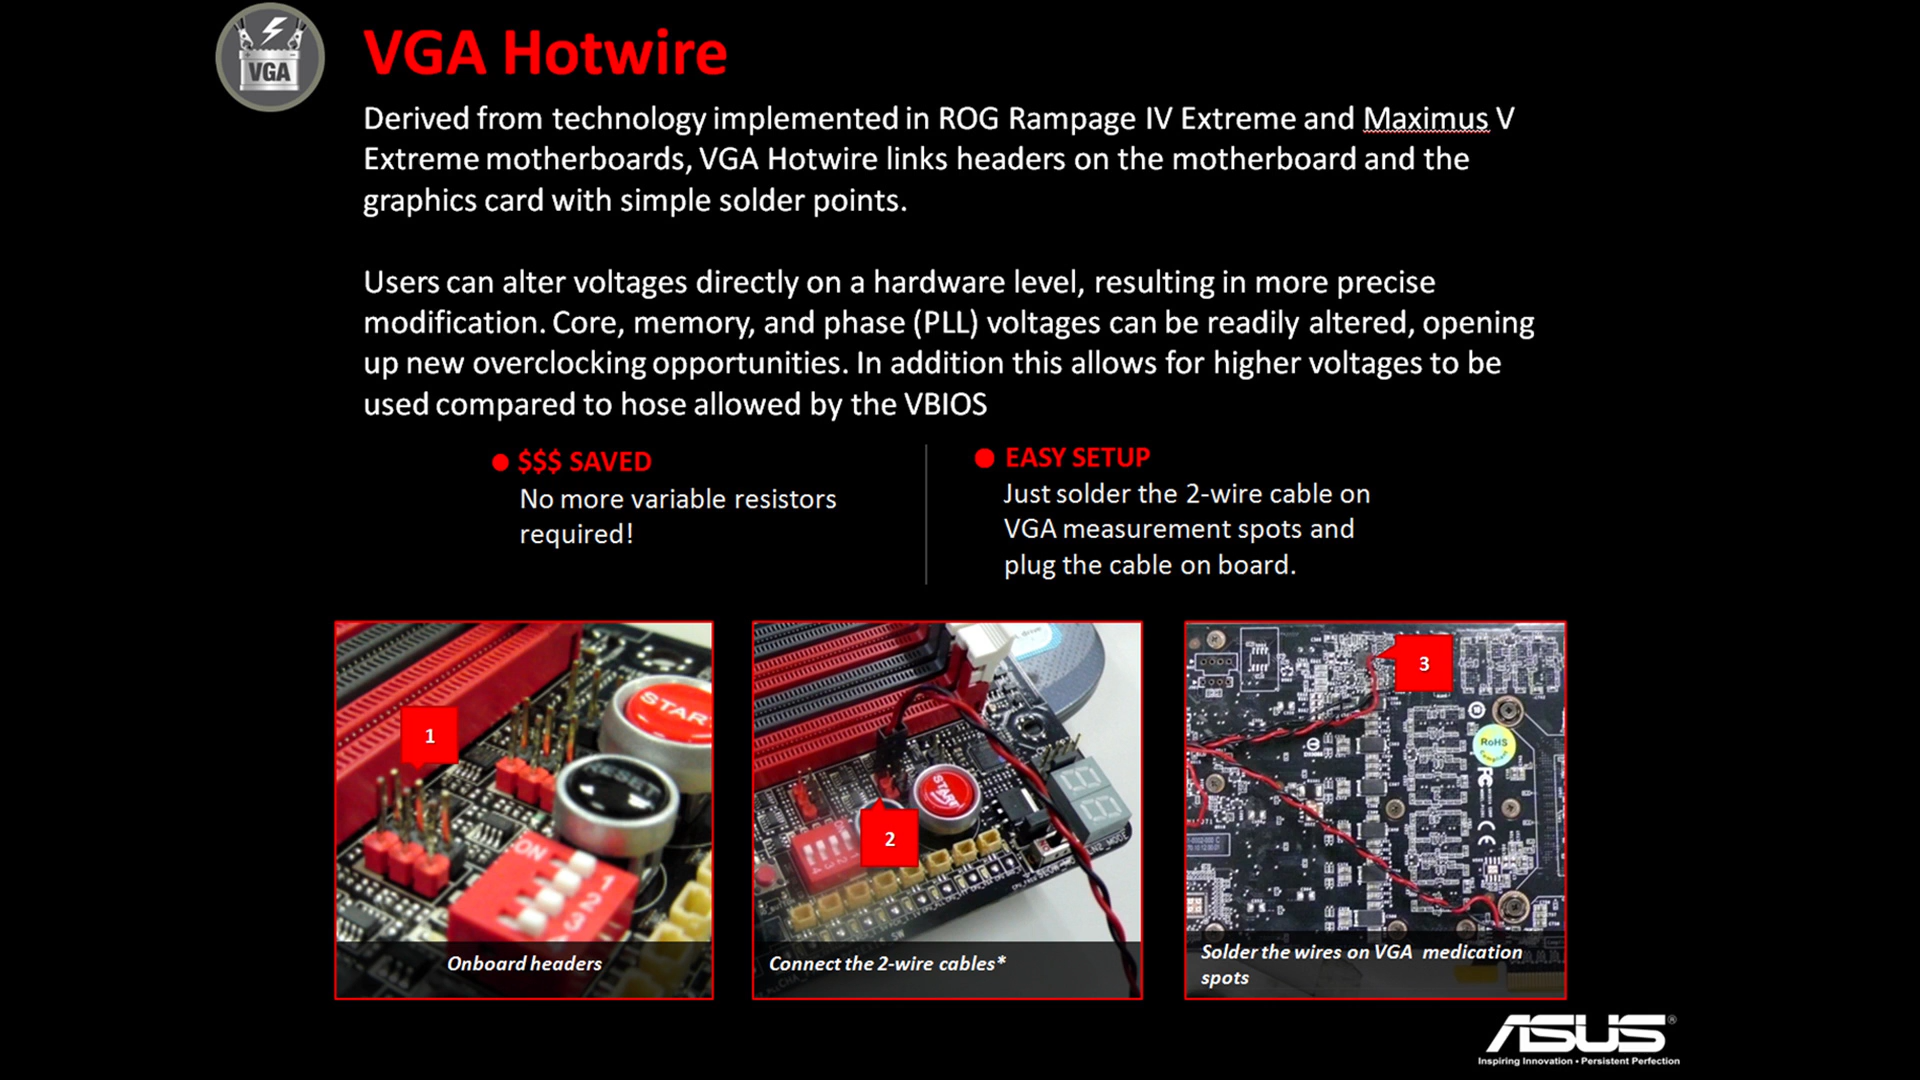 VGA
VGA Hotwire
Derived from technology implemented in ROG Rampage IV Extreme and Maximus V
Extreme motherboards, VGA Hotwire links headers on the motherboard and the
graphics card with simple solder points.
Users can alter voltages directly on a hardware level, resulting in more precise
modification. Core, memory, and phase (PLL) voltages can be readily altered, opening
up new overclocking opportunities. In addition this allows for higher voltages to be
used compared to hose allowed by the VBIOS
$$$ SAVED
No more variable resistors
required!
EASY SETUP
Just solder the 2-wire cable on
VGA measurement spots and
plug the cable on board.
1
START
RESET
ON
1 2 3
Onboard headers
2
START
Connect the 2-wire cables*
3
RoHS
Solder the wires on VGA  medication
spots
ASUS®
Inspiring Innovation • Persistent Perfection